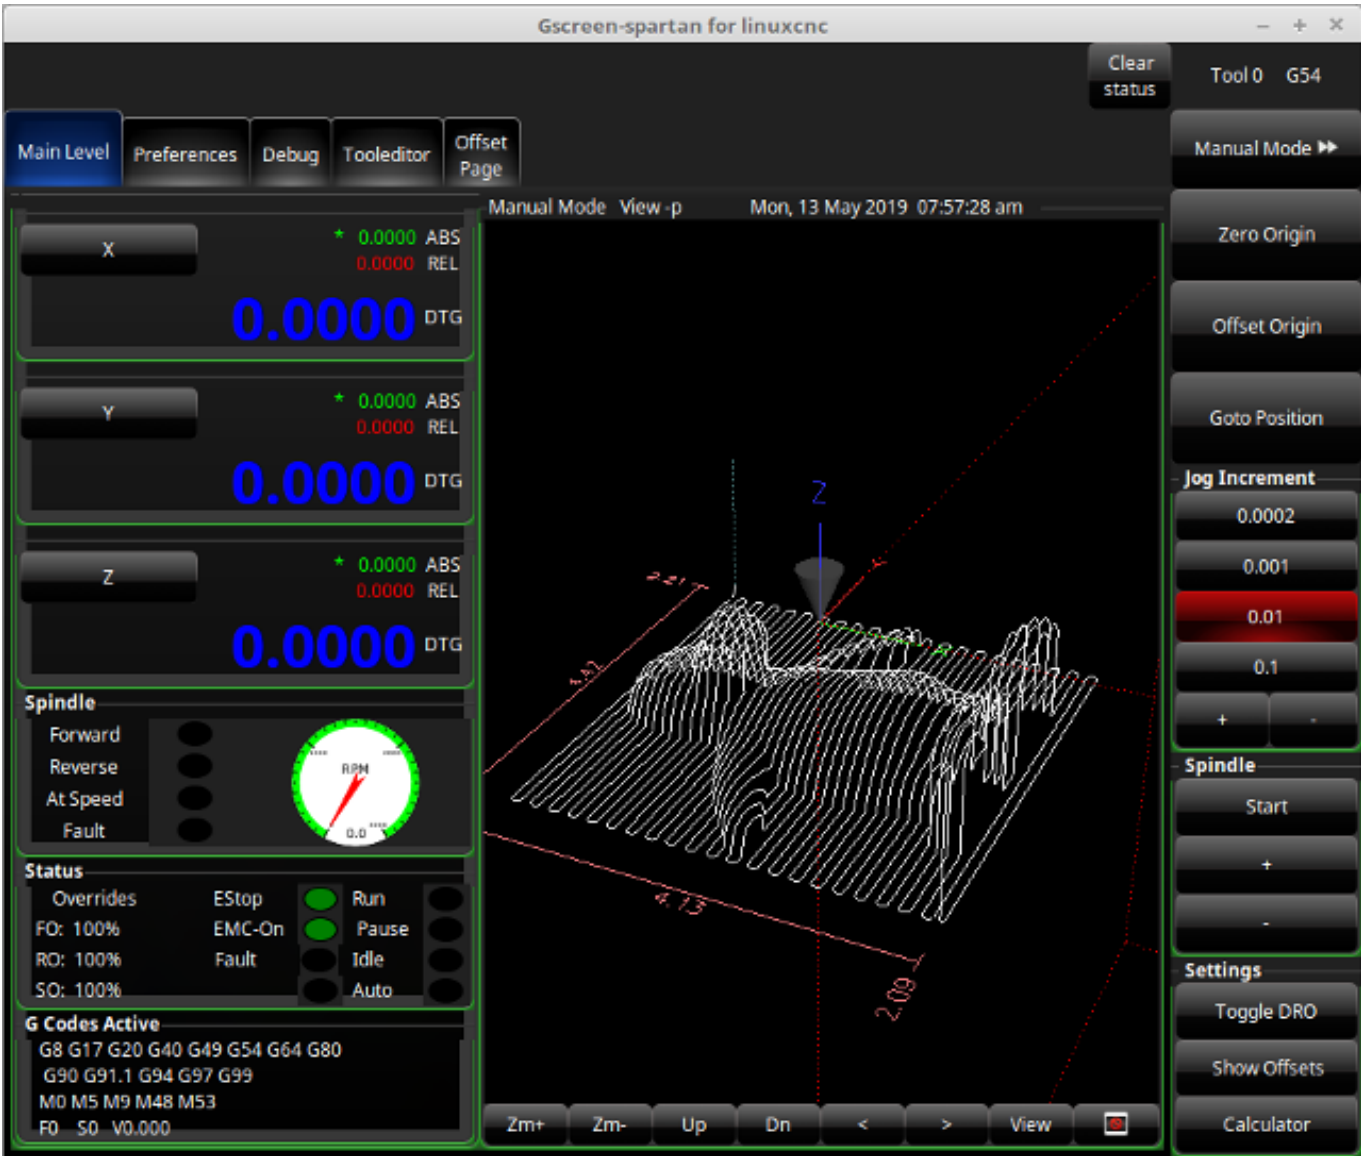 Gscreen-spartan for linuxcnc
Clear
status
Tool 0 G54
Main Level
Preferences
Debug
Tooleditor
Offset
Page
Manual Mode
Zero Origin
Offset Origin
Goto Position
Manual Mode View -p Mon, 13 May 2019 07:57:28 am
X
* 0.0000 ABS
0.0000 REL
0.0000 DTG
Y
* 0.0000 ABS
0.0000 REL
0.0000 DTG
Z
* 0.0000 ABS
0.0000 REL
0.0000 DTG
Spindle
Forward
Reverse
At Speed
Fault
RPM
0.0
Status
Overrides EStop Run
FO: 100% EMC-On Pause
RO: 100% Fault Idle
SO: 100% Auto
G Codes Active
G8 G17 G20 G40 G49 G54 G64 G80
G90 G91.1 G94 G97 G99
M0 M5 M9 M48 M53
F0 S0 V0.000
Z
4.13
2.09
Zm+ Zm- Up Dn < > View
Jog Increment
0.0002
0.001
0.01
0.1
+ -
Spindle
Start
+
-
Settings
Toggle DRO
Show Offsets
Calculator